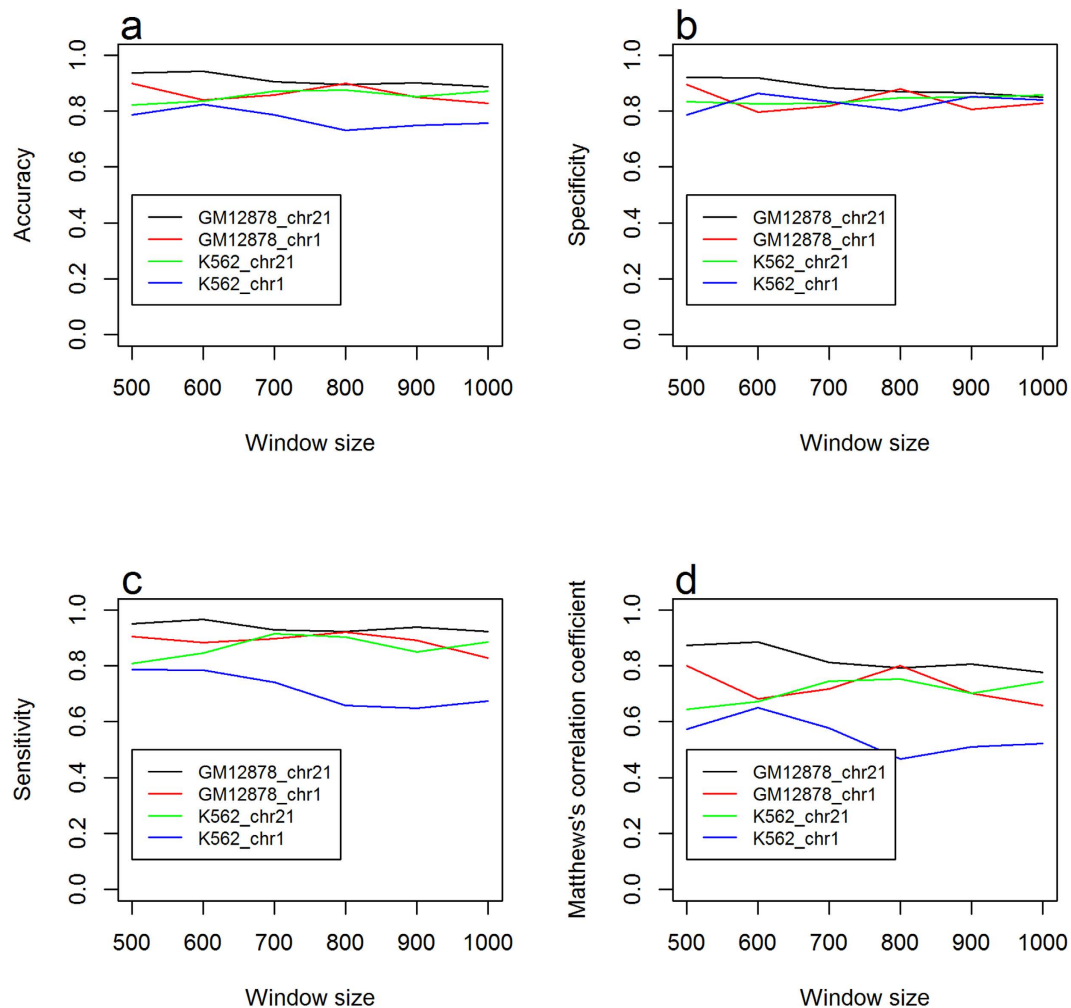 a
1.0
0.8
0.6
0.4
0.2
0.0
Accuracy
GM12878_chr21
GM12878_chr1
K562_chr21
K562_chr1
500 600 700 800 900 1000
Window size
b
1.0
0.8
0.6
0.4
0.2
0.0
Specificity
GM12878_chr21
GM12878_chr1
K562_chr21
K562_chr1
500 600 700 800 900 1000
Window size
c
1.0
0.8
0.6
0.4
0.2
0.0
Sensitivity
GM12878_chr21
GM12878_chr1
K562_chr21
K562_chr1
500 600 700 800 900 1000
Window size
d
1.0
0.8
0.6
0.4
0.2
0.0
Matthews's correlation coefficient
GM12878_chr21
GM12878_chr1
K562_chr21
K562_chr1
500 600 700 800 900 1000
Window size